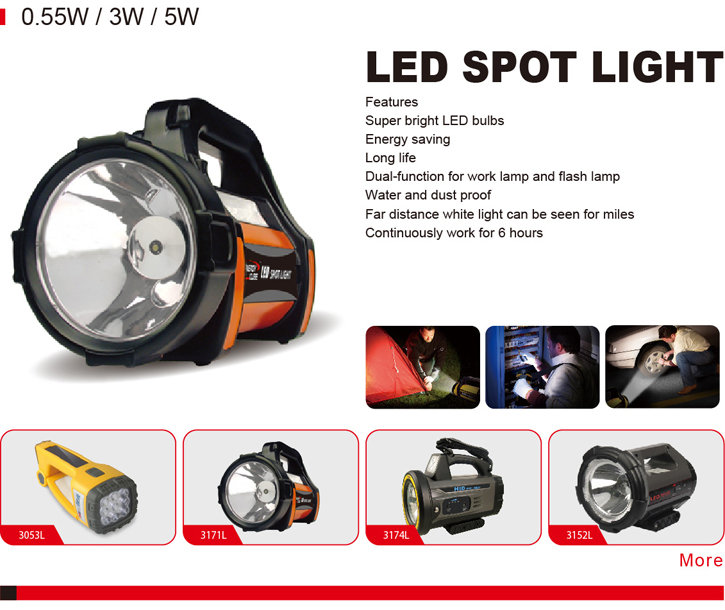 0.55W / 3W / 5W
LED SPOT LIGHT
Features
Super bright LED bulbs
Energy saving
Long life
Dual-function for work lamp and flash lamp
Water and dust proof
Far distance white light can be seen for miles
Continuously work for 6 hours
LED SPOT LIGHT
3053L
3171L
3174L
3152L
More